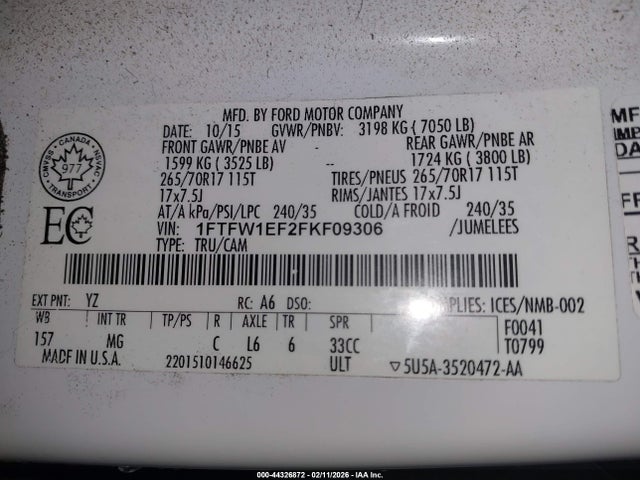 MFD. BY FORD MOTOR COMPANY
DATE: 10/15 GVWR/PNBV: 3198 KG ( 7050 LB)
FRONT GAWR/PNBE AV REAR GAWR/PNBE AR
1599 KG ( 3525 LB) -- 1724 KG ( 3800 LB)
265/70R17 115T TIRES/PNEUS 265/70R17 115T
17x7.5J RIMS/JANTES 17x7.5J
AT/A kPa/PSI/LPC 240/35 COLD/A FROID 240/35
VIN: 1FTFW1EF2FKF09306 /JUMELEES
TYPE: TRU/CAM
CMVSS · CANADA · NSVAC
977
TRANSPORT
EC
EXT PNT: YZ RC: A6 DSO: COMPLIES: ICES/NMB-002
WB INT TR TP/PS R AXLE TR SPR F0041
157 MG C L6 6 33CC T0799
MADE IN U.S.A. 2201510146625 ULT 5U5A-3520472-AA
000-44326872 - 02/11/2026 - IAA Inc.